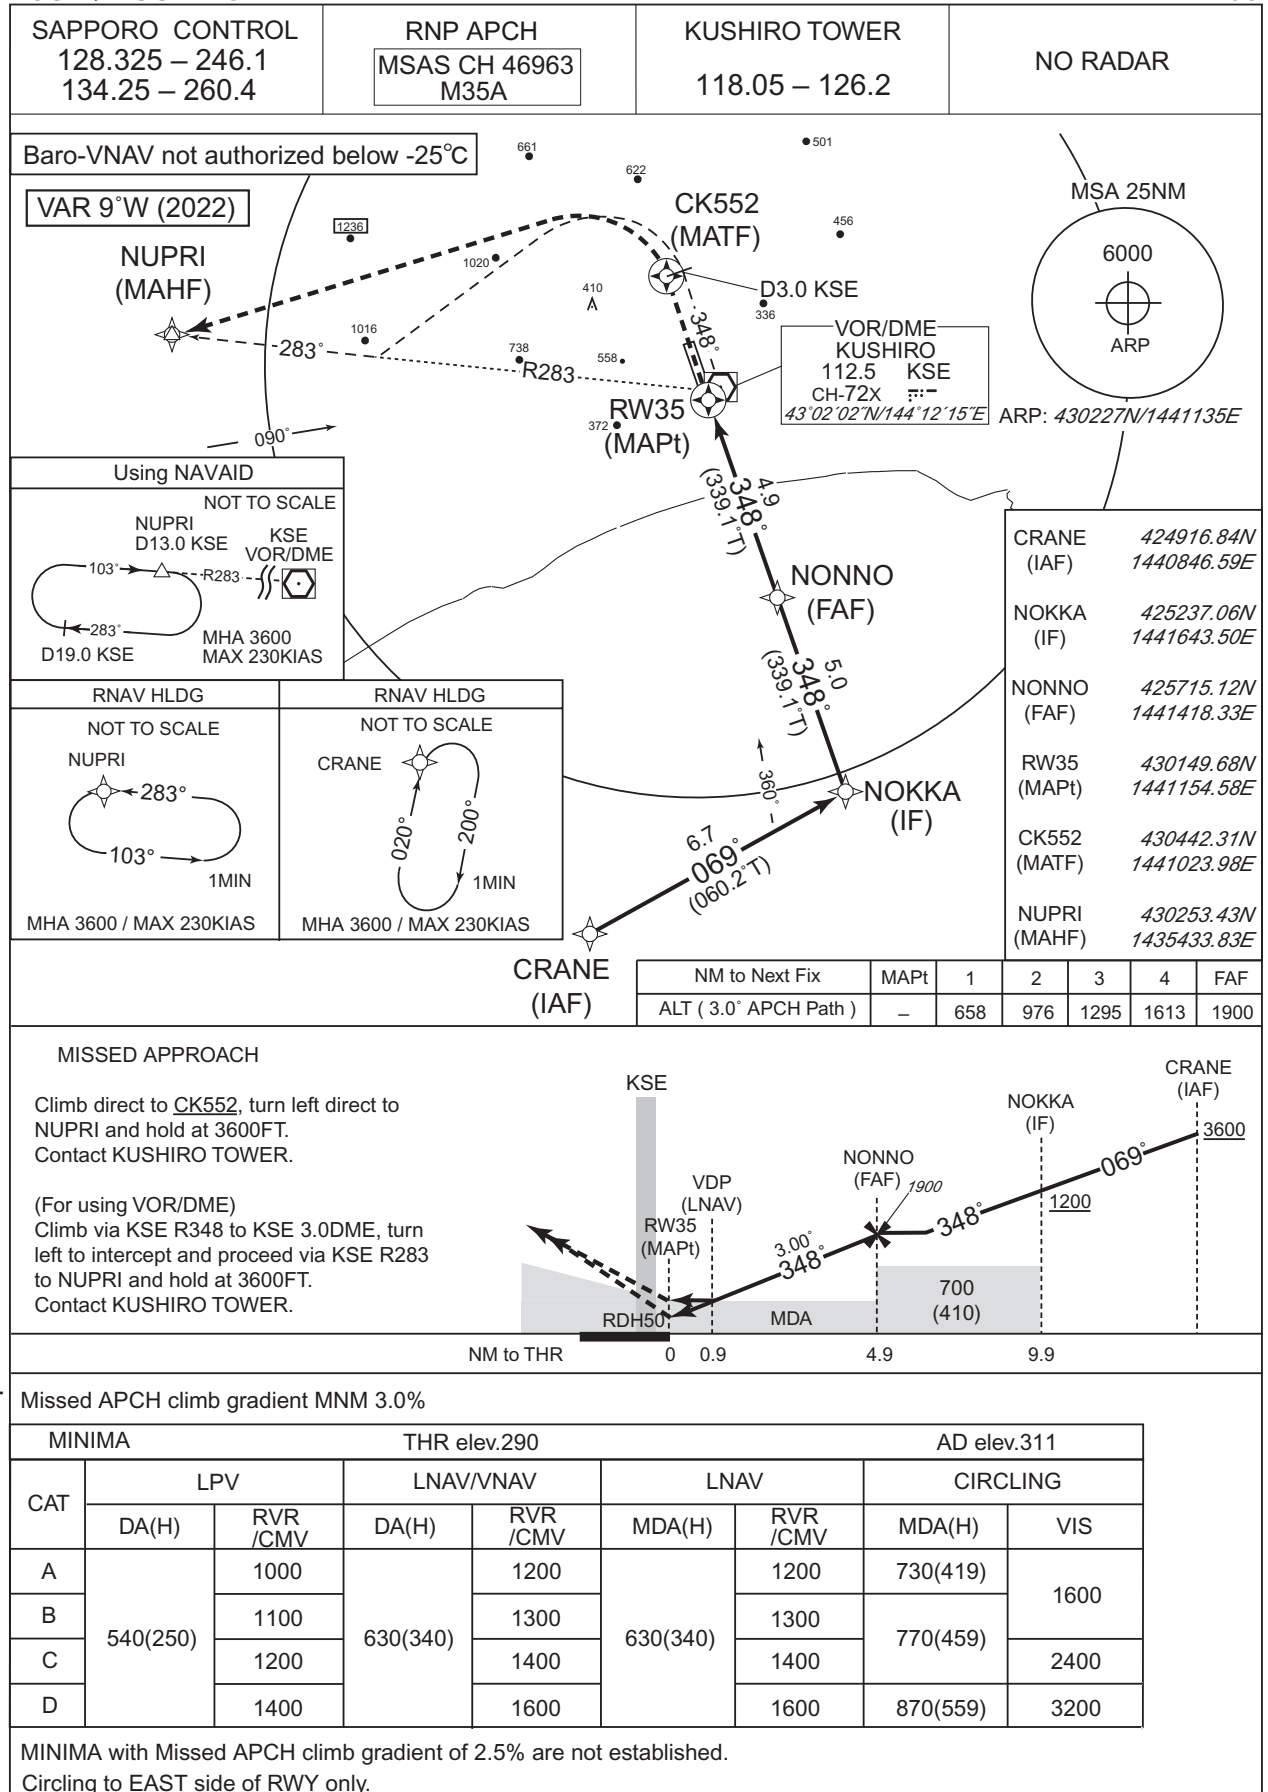 SAPPORO CONTROL
128.325 – 246.1
134.25 – 260.4
RNP APCH
MSAS CH 46963
M35A
KUSHIRO TOWER
118.05 – 126.2
NO RADAR
Baro-VNAV not authorized below -25°C
VAR 9°W (2022)
661
622
501
456
1236
1020
410
336
1016
738
558
372
NUPRI
(MAHF)
CK552
(MATF)
D3.0 KSE
348°
283°
R283
090°
MSA 25NM
6000
ARP
ARP: 430227N/1441135E
VOR/DME
KUSHIRO
112.5 KSE
CH-72X
43°02′02″N/144°12′15″E
RW35
(MAPt)
4.9
348°
(339.1°T)
NONNO
(FAF)
5.0
348°
(339.1°T)
360°
NOKKA
(IF)
6.7
069°
(060.2°T)
CRANE
(IAF)
Using NAVAID
NOT TO SCALE
NUPRI
D13.0 KSE
KSE
VOR/DME
103°
R283
283°
D19.0 KSE
MHA 3600
MAX 230KIAS
RNAV HLDG
NOT TO SCALE
NUPRI
283°
103°
1MIN
MHA 3600 / MAX 230KIAS
RNAV HLDG
NOT TO SCALE
CRANE
020°
200°
1MIN
MHA 3600 / MAX 230KIAS
CRANE 424916.84N
(IAF) 1440846.59E
NOKKA 425237.06N
(IF) 1441643.50E
NONNO 425715.12N
(FAF) 1441418.33E
RW35 430149.68N
(MAPt) 1441154.58E
CK552 430442.31N
(MATF) 1441023.98E
NUPRI 430253.43N
(MAHF) 1435433.83E
NM to Next Fix MAPt 1 2 3 4 FAF
ALT ( 3.0° APCH Path ) – 658 976 1295 1613 1900
MISSED APPROACH
Climb direct to CK552, turn left direct to
NUPRI and hold at 3600FT.
Contact KUSHIRO TOWER.
(For using VOR/DME)
Climb via KSE R348 to KSE 3.0DME, turn
left to intercept and proceed via KSE R283
to NUPRI and hold at 3600FT.
Contact KUSHIRO TOWER.
KSE
RW35
(MAPt)
VDP
(LNAV)
NONNO
(FAF)
1900
NOKKA
(IF)
1200
CRANE
(IAF)
3600
069°
348°
3.00°
348°
700
(410)
RDH50
MDA
NM to THR 0 0.9 4.9 9.9
Missed APCH climb gradient MNM 3.0%
MINIMA THR elev.290 AD elev.311
CAT LPV LNAV/VNAV LNAV CIRCLING
DA(H) RVR /CMV DA(H) RVR /CMV MDA(H) RVR /CMV MDA(H) VIS
A 1000 1200 1200 730(419)
1600
B 1100 1300 1300
540(250) 630(340) 630(340) 770(459)
C 1200 1400 1400 2400
D 1400 1600 1600 870(559) 3200
MINIMA with Missed APCH climb gradient of 2.5% are not established.
Circling to EAST side of RWY only.